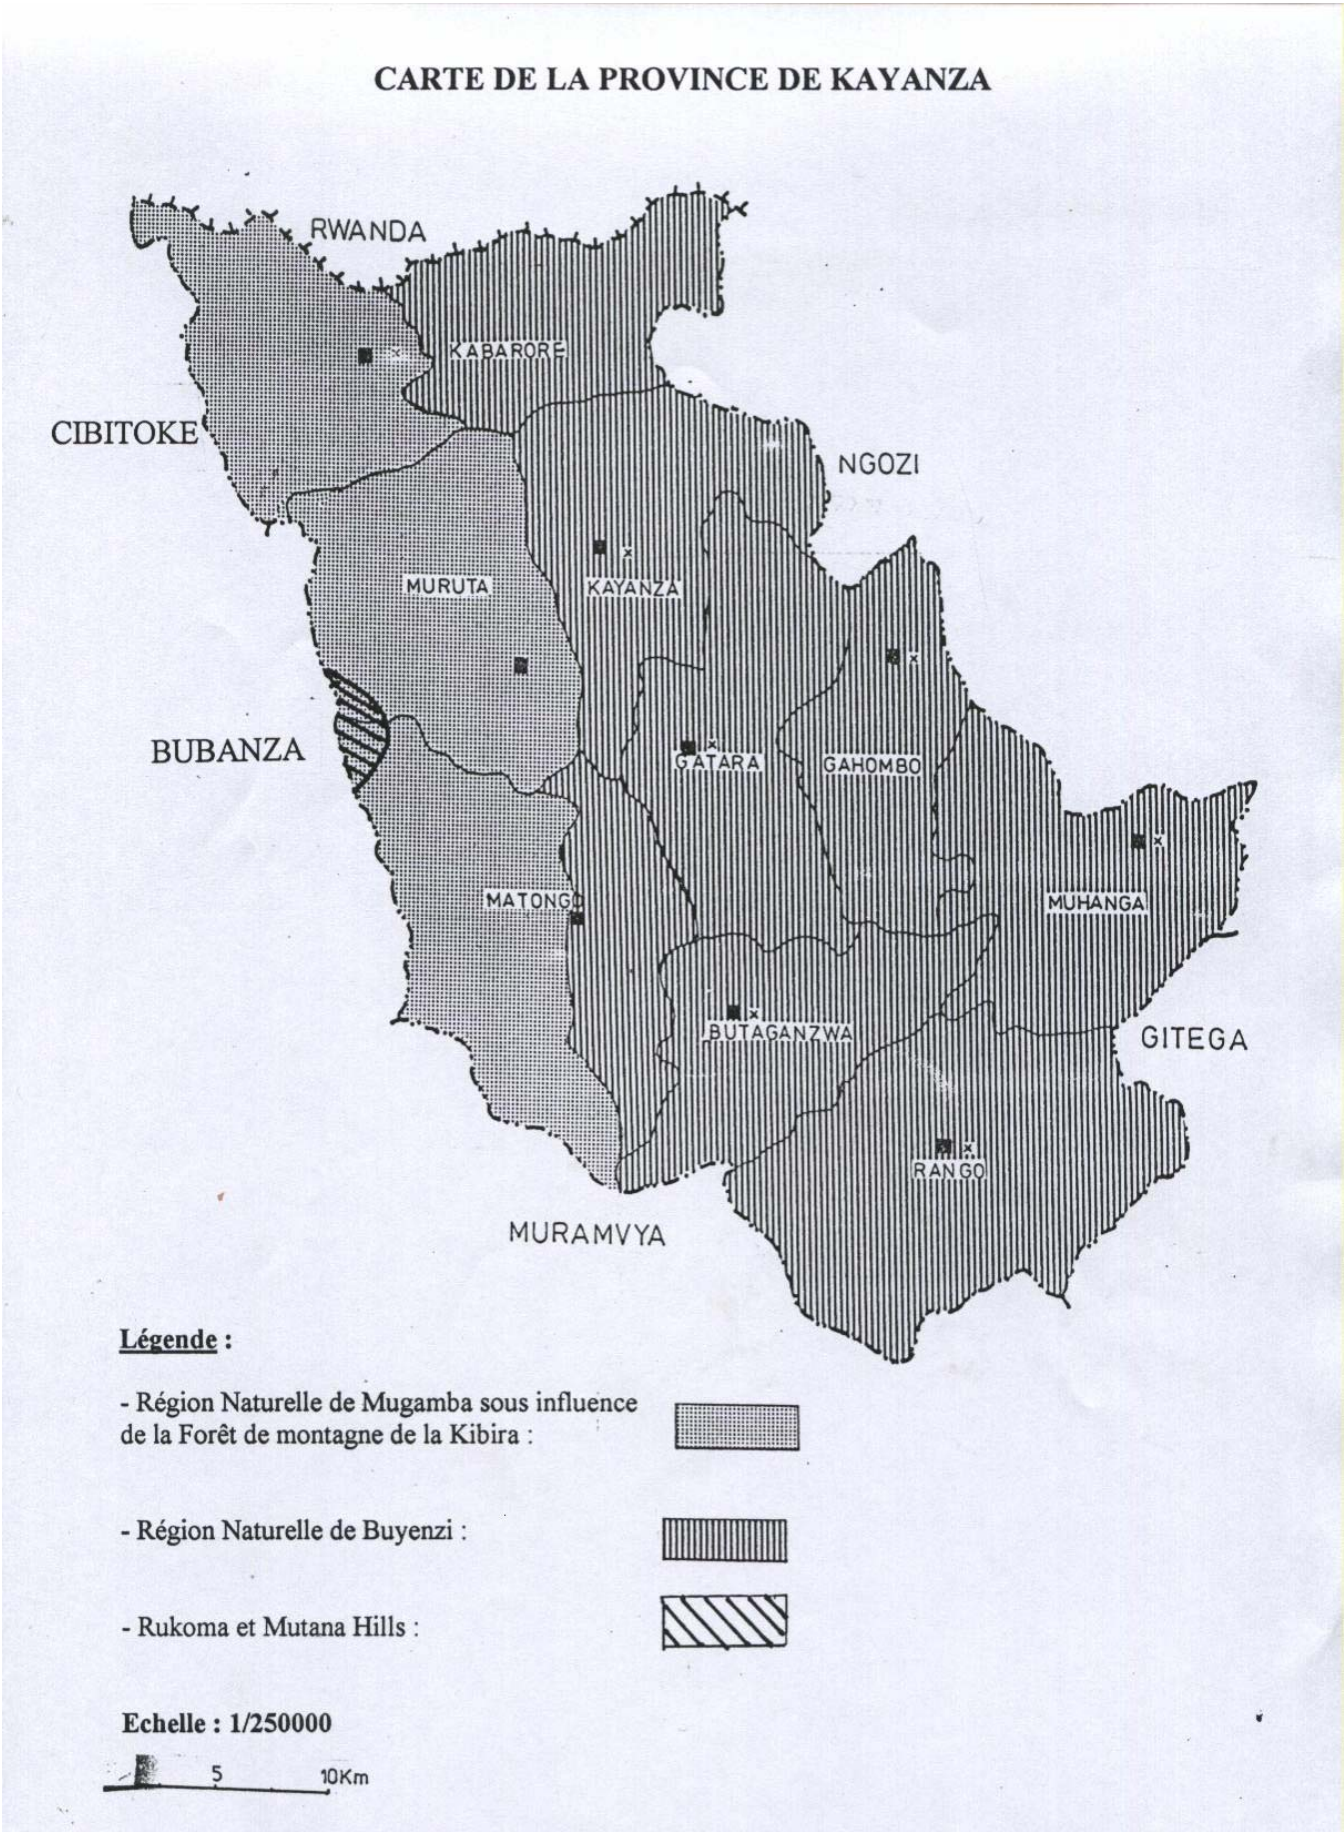 CARTE DE LA PROVINCE DE KAYANZA
RWANDA
KABARORE
CIBITOKE
NGOZI
MURUTA
KAYANZA
BUBANZA
GATARA
GAHOMBO
MATONGO
MUHANGA
BUTAGANZWA
GITEGA
RANGO
MURAMVYA
Légende :
- Région Naturelle de Mugamba sous influence
de la Forêt de montagne de la Kibira :
- Région Naturelle de Buyenzi :
- Rukoma et Mutana Hills :
Echelle : 1/250000
5 10Km